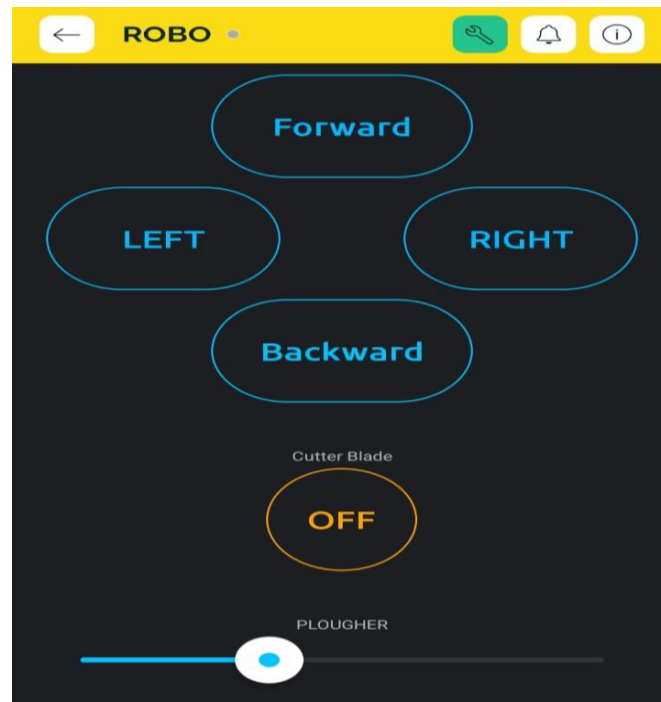 ROBO
Forward
LEFT RIGHT
Backward
Cutter Blade
OFF
PLOUGHER